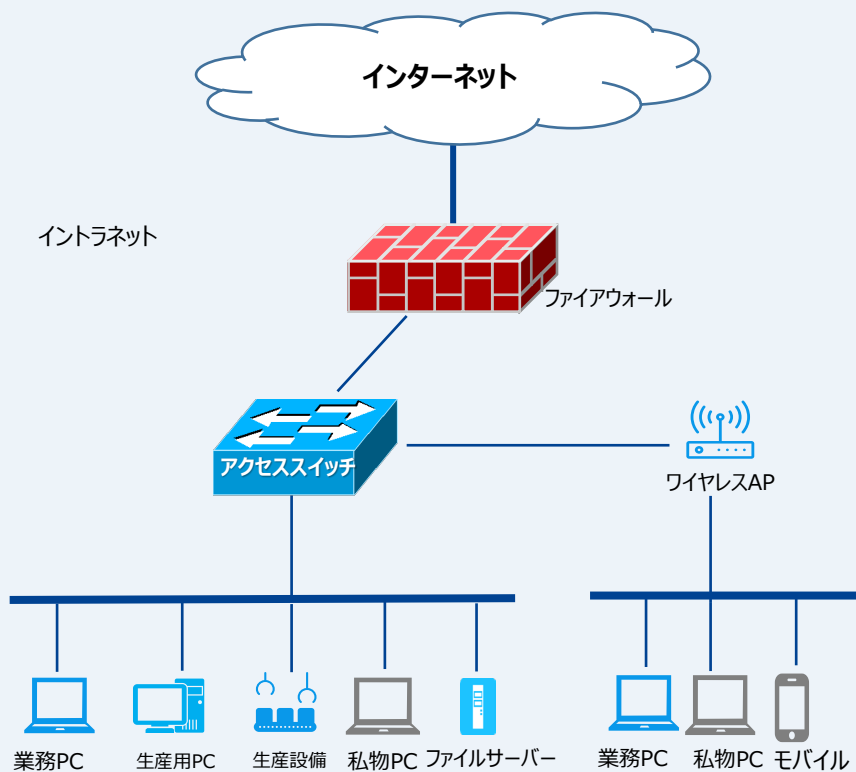 インターネット
イントラネット
ファイアウォール
アクセススイッチ
ワイヤレスAP
業務PC
生産用PC
生産設備
私物PC
ファイルサーバー
業務PC
私物PC
モバイル